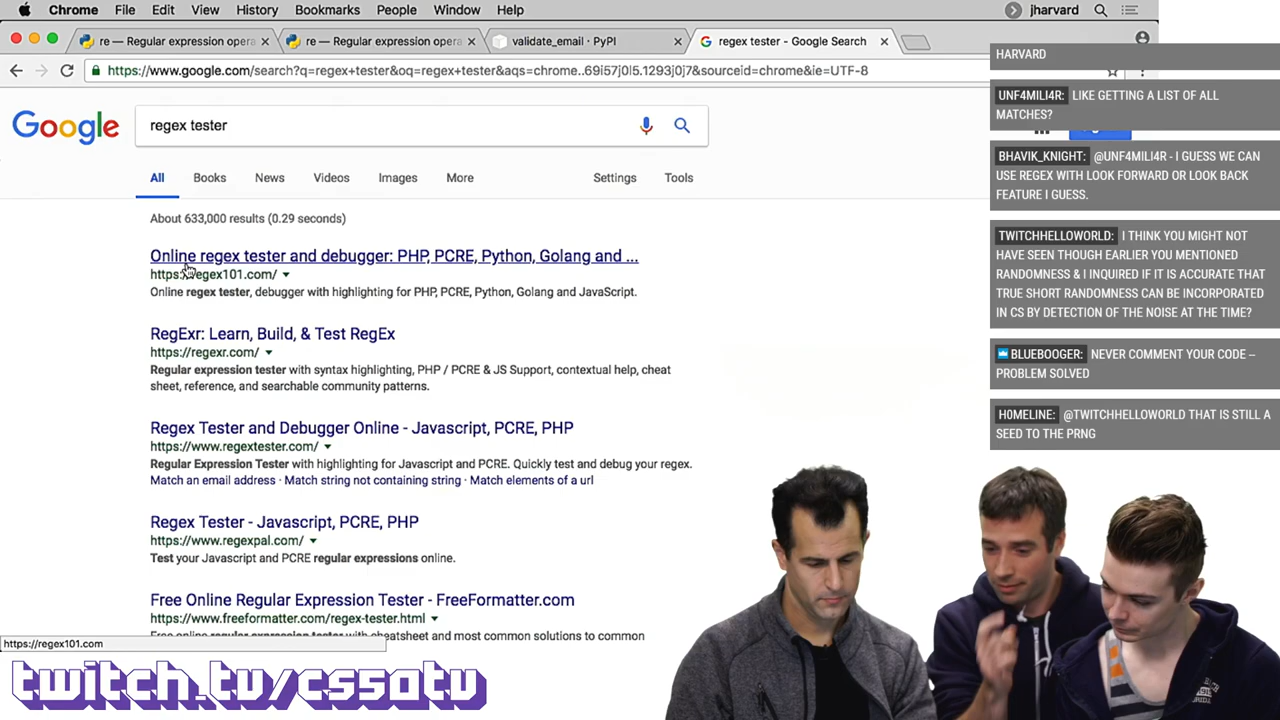 Chrome File Edit View History Bookmarks People Window Help jharvard
re — Regular expression opera re — Regular expression opera validate_email · PyPI regex tester - Google Search
https://www.google.com/search?q=regex+tester&oq=regex+tester&aqs=chrome..69i57j0l5.1293j0j7&sourceid=chrome&ie=UTF-8
Google regex tester
All Books News Videos Images More Settings Tools
About 633,000 results (0.29 seconds)
Online regex tester and debugger: PHP, PCRE, Python, Golang and ...
https://regex101.com/
Online regex tester, debugger with highlighting for PHP, PCRE, Python, Golang and JavaScript.
RegExr: Learn, Build, & Test RegEx
https://regexr.com/
Regular expression tester with syntax highlighting, PHP / PCRE & JS Support, contextual help, cheat
sheet, reference, and searchable community patterns.
Regex Tester and Debugger Online - Javascript, PCRE, PHP
https://www.regextester.com/
Regular Expression Tester with highlighting for Javascript and PCRE. Quickly test and debug your regex.
Match an email address · Match string not containing string · Match elements of a url
Regex Tester - Javascript, PCRE, PHP
https://www.regexpal.com/
Test your Javascript and PCRE regular expressions online.
Free Online Regular Expression Tester - FreeFormatter.com
https://www.freeformatter.com/regex-tester.html
Free online regular expression tester with cheatsheet and most common solutions to common
https://regex101.com
twitch.tv/cs50tv
HARVARD
UNF4MILI4R: LIKE GETTING A LIST OF ALL
MATCHES?
BHAVIK_KNIGHT: @UNF4MILI4R - I GUESS WE CAN
USE REGEX WITH LOOK FORWARD OR LOOK BACK
FEATURE I GUESS.
TWITCHHELLOWORLD: I THINK YOU MIGHT NOT
HAVE SEEN THOUGH EARLIER YOU MENTIONED
RANDOMNESS & I INQUIRED IF IT IS ACCURATE THAT
TRUE SHORT RANDOMNESS CAN BE INCORPORATED
IN CS BY DETECTION OF THE NOISE AT THE TIME?
BLUEBOOGER: NEVER COMMENT YOUR CODE --
PROBLEM SOLVED
H0MELINE: @TWITCHHELLOWORLD THAT IS STILL A
SEED TO THE PRNG